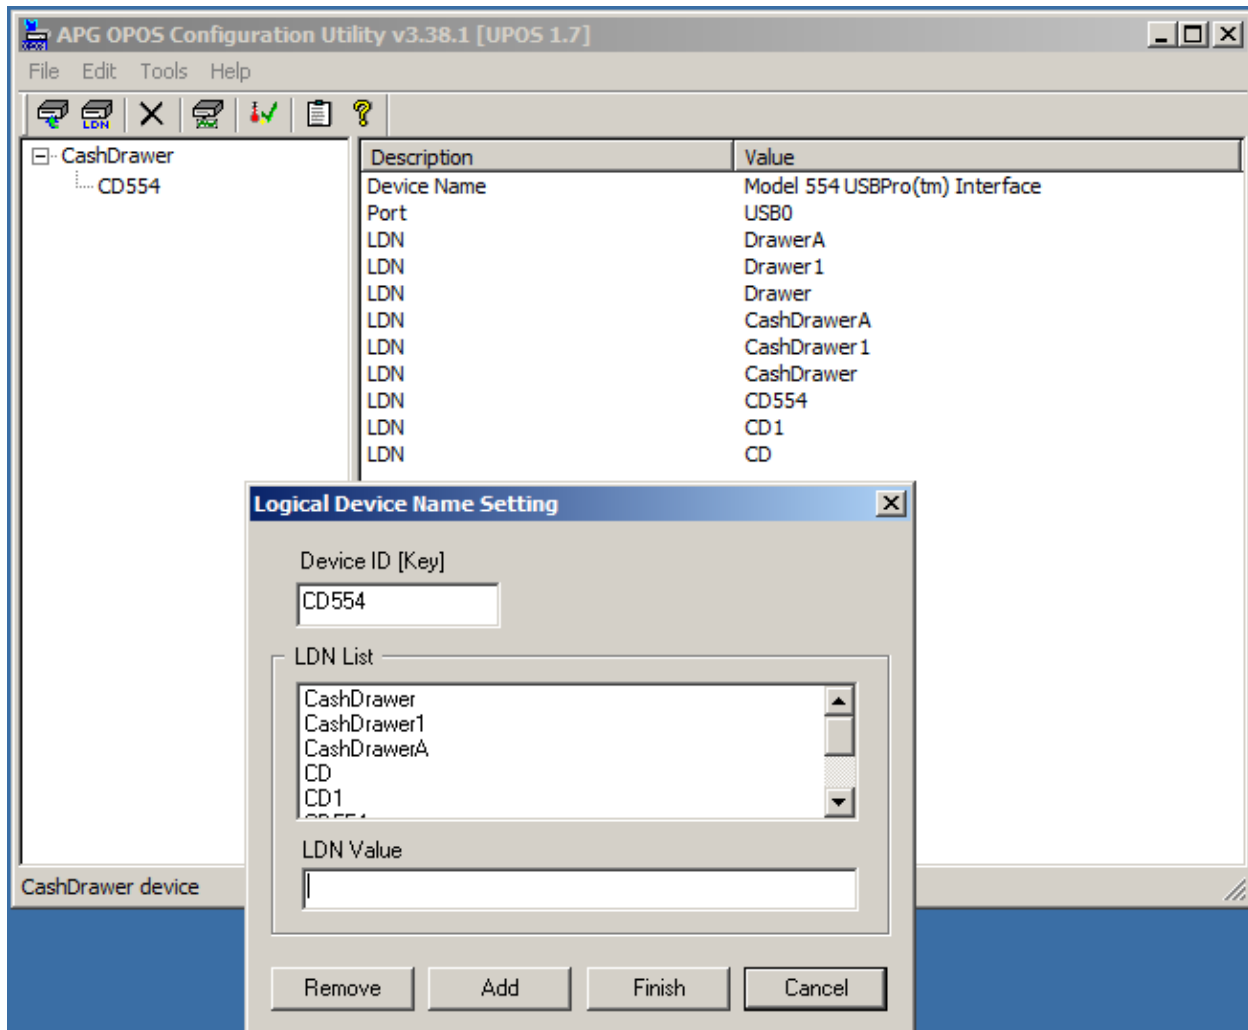 APG OPOS Configuration Utility v3.38.1 [UPOS 1.7]
File Edit Tools Help
LDN
CashDrawer
CD554
Description Value
Device Name Model 554 USBPro(tm) Interface
Port USB0
LDN DrawerA
LDN Drawer1
LDN Drawer
LDN CashDrawerA
LDN CashDrawer1
LDN CashDrawer
LDN CD554
LDN CD1
LDN CD
Logical Device Name Setting
Device ID [Key]
CD554
LDN List
CashDrawer
CashDrawer1
CashDrawerA
CD
CD1
LDN Value
CashDrawer device
Remove Add Finish Cancel